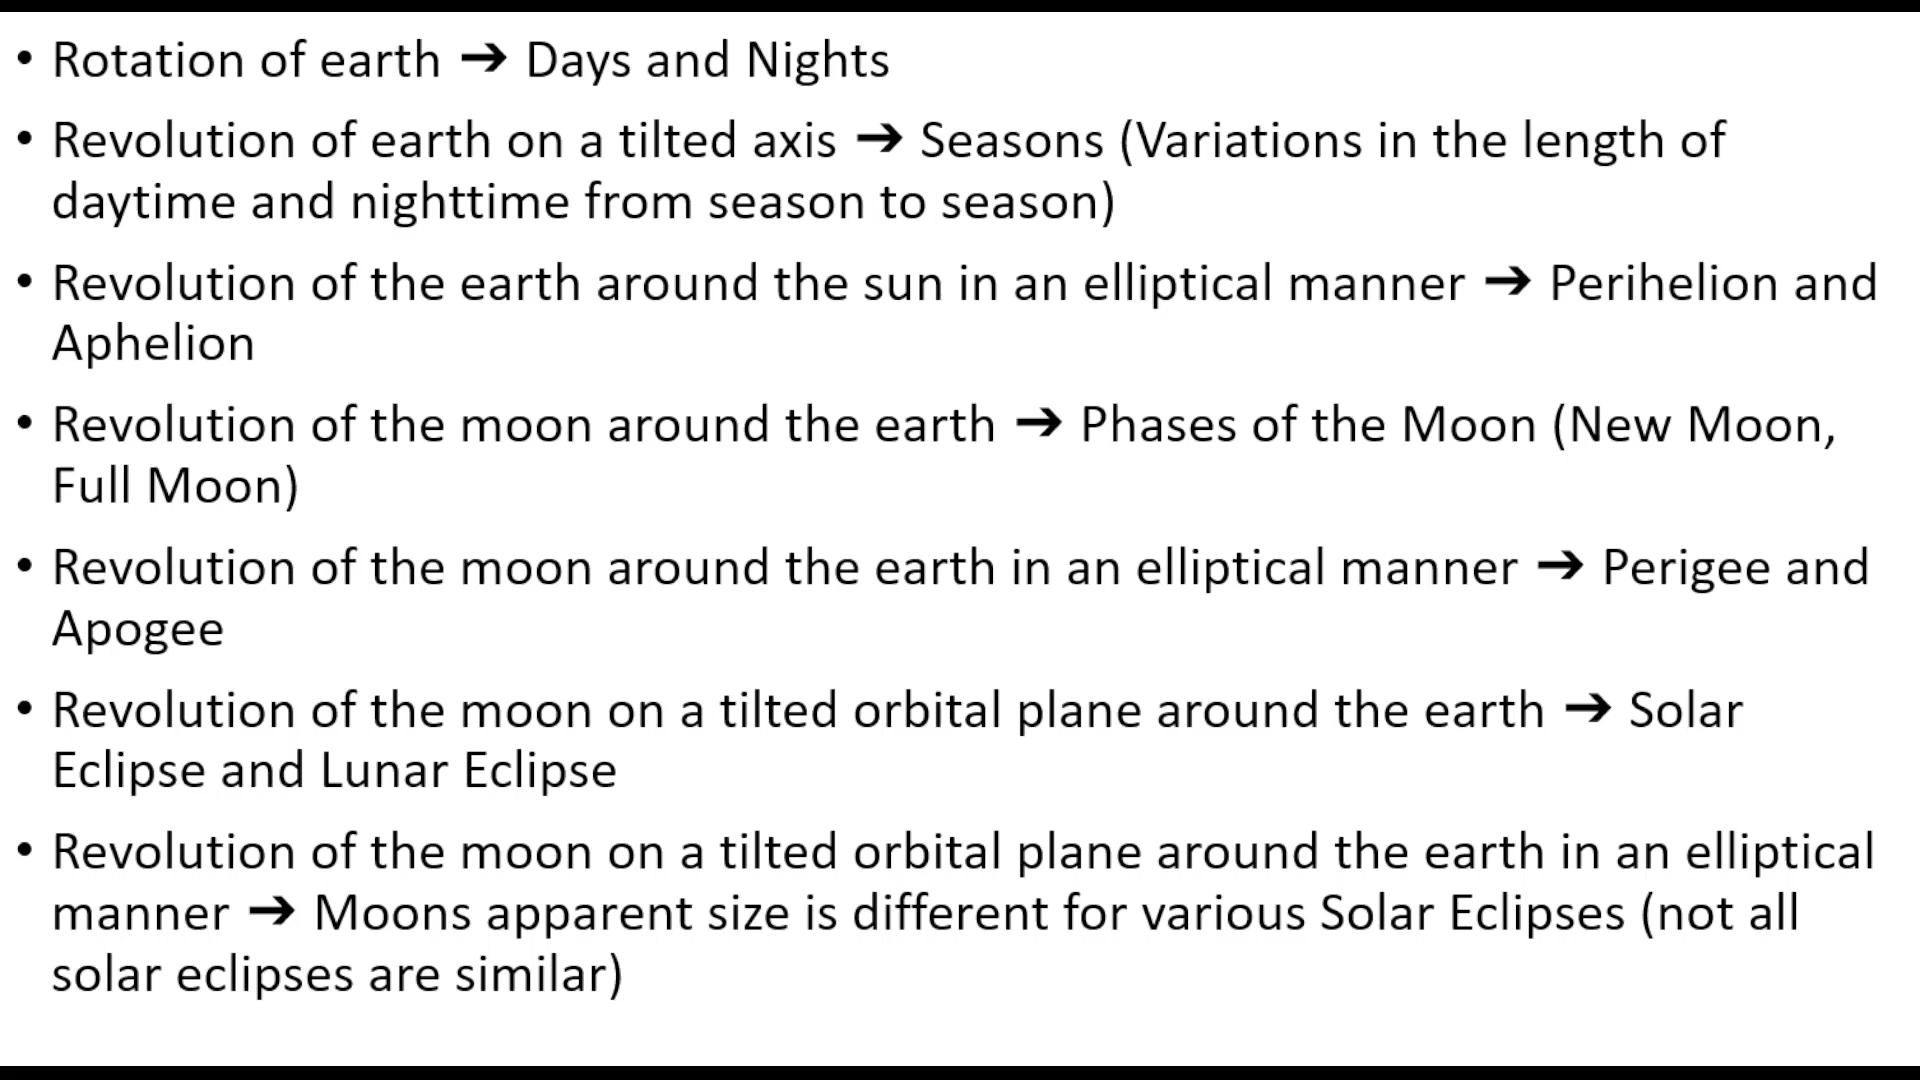 • Rotation of earth ➔ Days and Nights
• Revolution of earth on a tilted axis ➔ Seasons (Variations in the length of
daytime and nighttime from season to season)
• Revolution of the earth around the sun in an elliptical manner ➔ Perihelion and
Aphelion
• Revolution of the moon around the earth ➔ Phases of the Moon (New Moon,
Full Moon)
• Revolution of the moon around the earth in an elliptical manner ➔ Perigee and
Apogee
• Revolution of the moon on a tilted orbital plane around the earth ➔ Solar
Eclipse and Lunar Eclipse
• Revolution of the moon on a tilted orbital plane around the earth in an elliptical
manner ➔ Moons apparent size is different for various Solar Eclipses (not all
solar eclipses are similar)